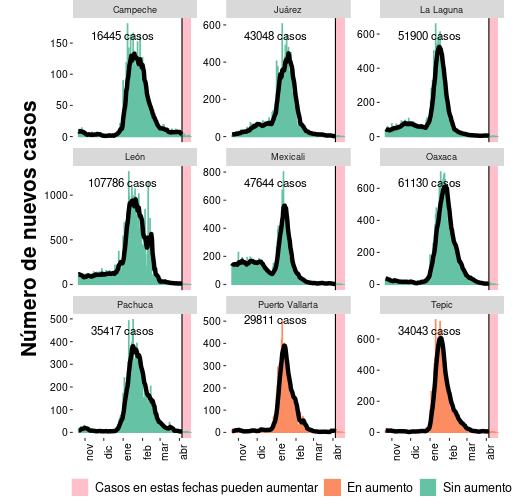 Campeche
Juárez
La Laguna
16445 casos
43048 casos
51900 casos
150
100
50
0
600
400
200
0
600
400
200
0
León
Mexicali
Oaxaca
107786 casos
47644 casos
61130 casos
1000
500
0
800
600
400
200
0
600
400
200
0
Pachuca
Puerto Vallarta
Tepic
35417 casos
29811 casos
34043 casos
500
400
300
200
100
0
500
400
300
200
100
0
600
400
200
0
nov dic ene feb mar abr
nov dic ene feb mar abr
nov dic ene feb mar abr
Número de nuevos casos
Casos en estas fechas pueden aumentar
En aumento
Sin aumento